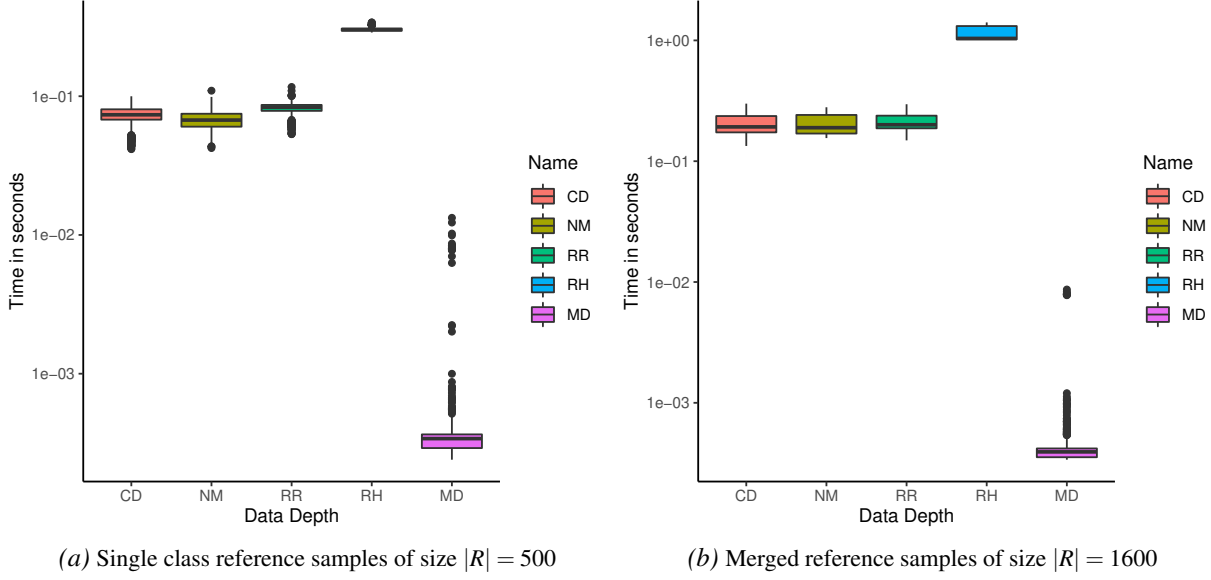 1e−01
1e−02
1e−03
Time in seconds
CD NM RR RH MD
Data Depth
Name
CD
NM
RR
RH
MD
(a) Single class reference samples of size |R| = 500
1e+00
1e−01
1e−02
1e−03
Time in seconds
CD NM RR RH MD
Data Depth
Name
CD
NM
RR
RH
MD
(b) Merged reference samples of size |R| = 1600